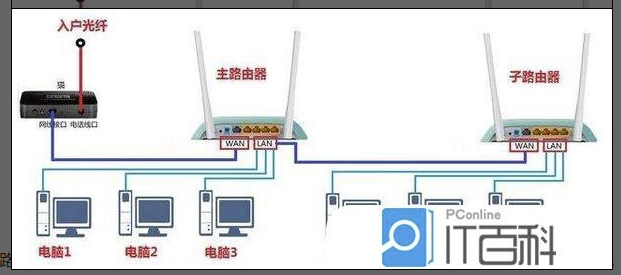 入户光纤
猫
网线接口 电话线口
主路由器
子路由器
WAN LAN
WAN LAN
电脑1 电脑2 电脑3
路
PConline
IT百科